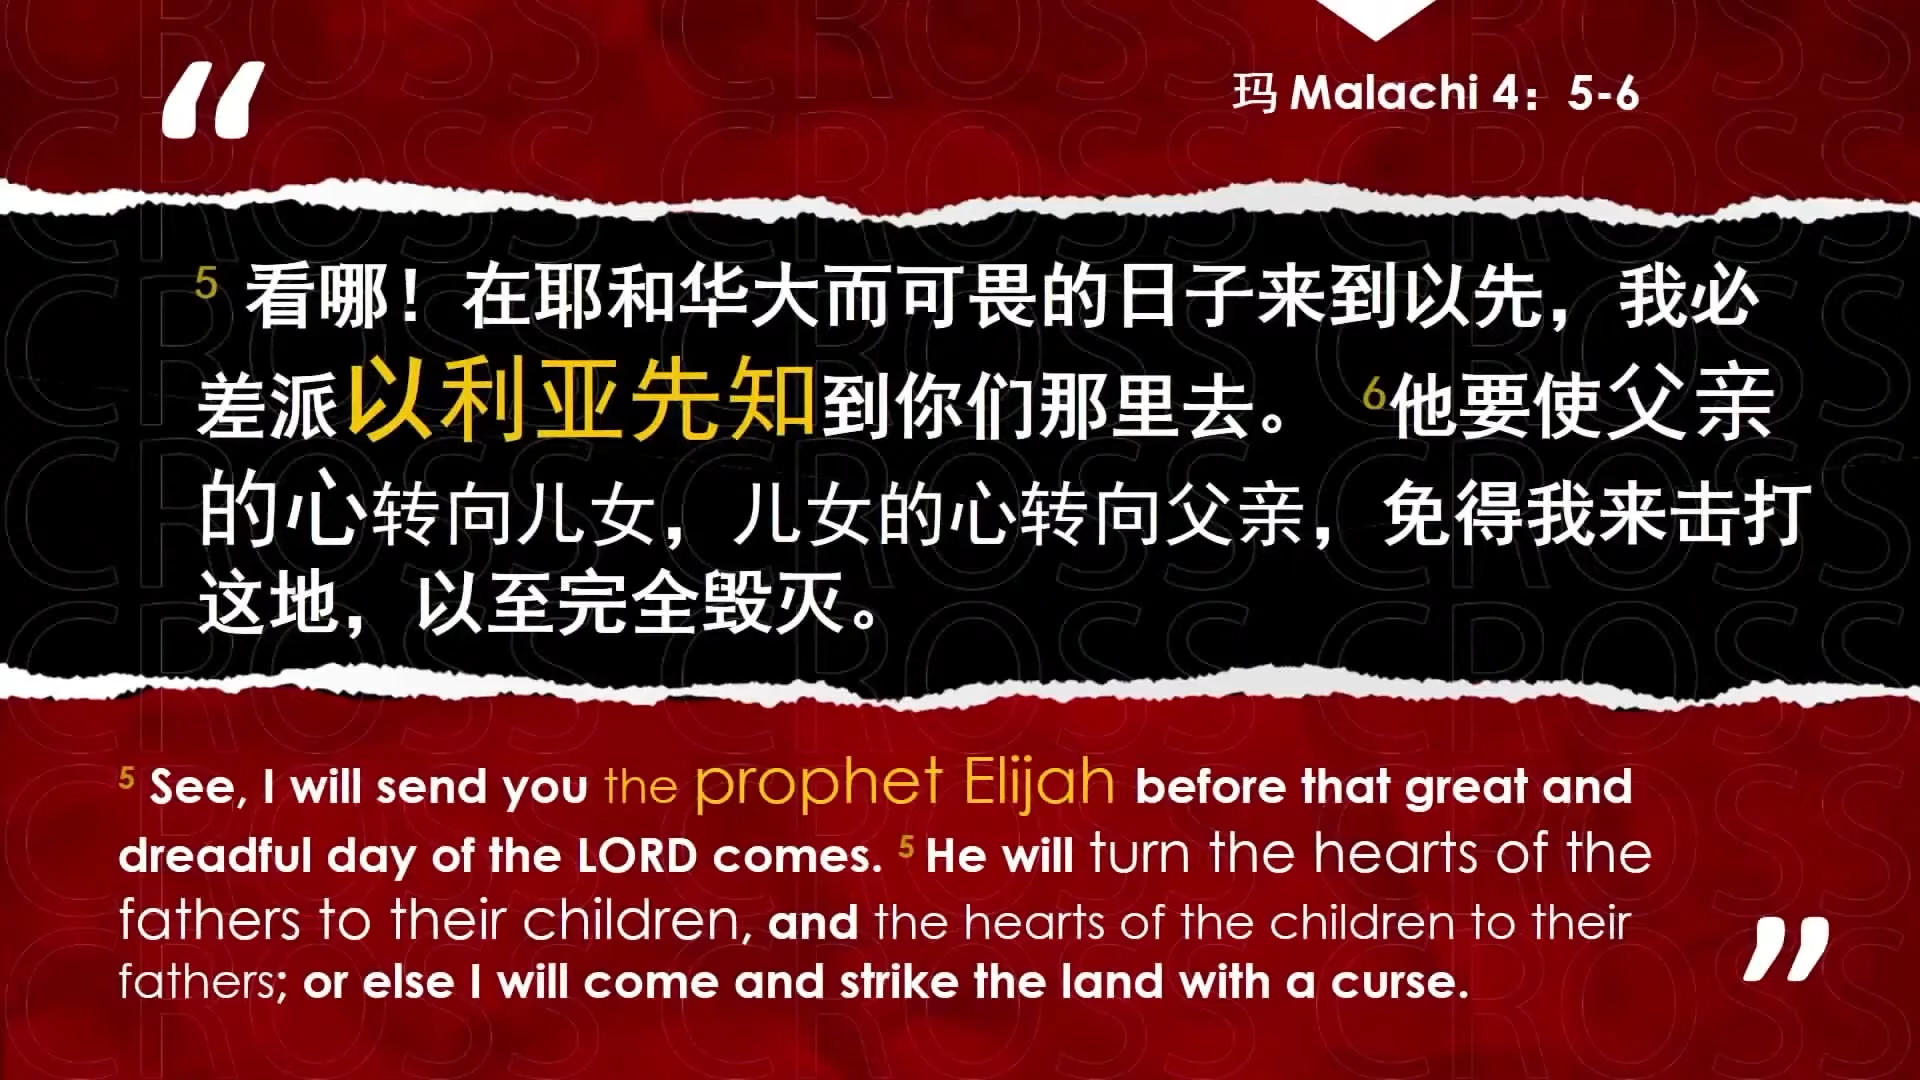 “
玛 Malachi 4：5-6
5 看哪！在耶和华大而可畏的日子来到以先，我必
差派以利亚先知到你们那里去。 6他要使父亲
的心转向儿女，儿女的心转向父亲，免得我来击打
这地，以至完全毁灭。
5 See, I will send you the prophet Elijah before that great and
dreadful day of the LORD comes. 5 He will turn the hearts of the
fathers to their children, and the hearts of the children to their
fathers; or else I will come and strike the land with a curse.
”